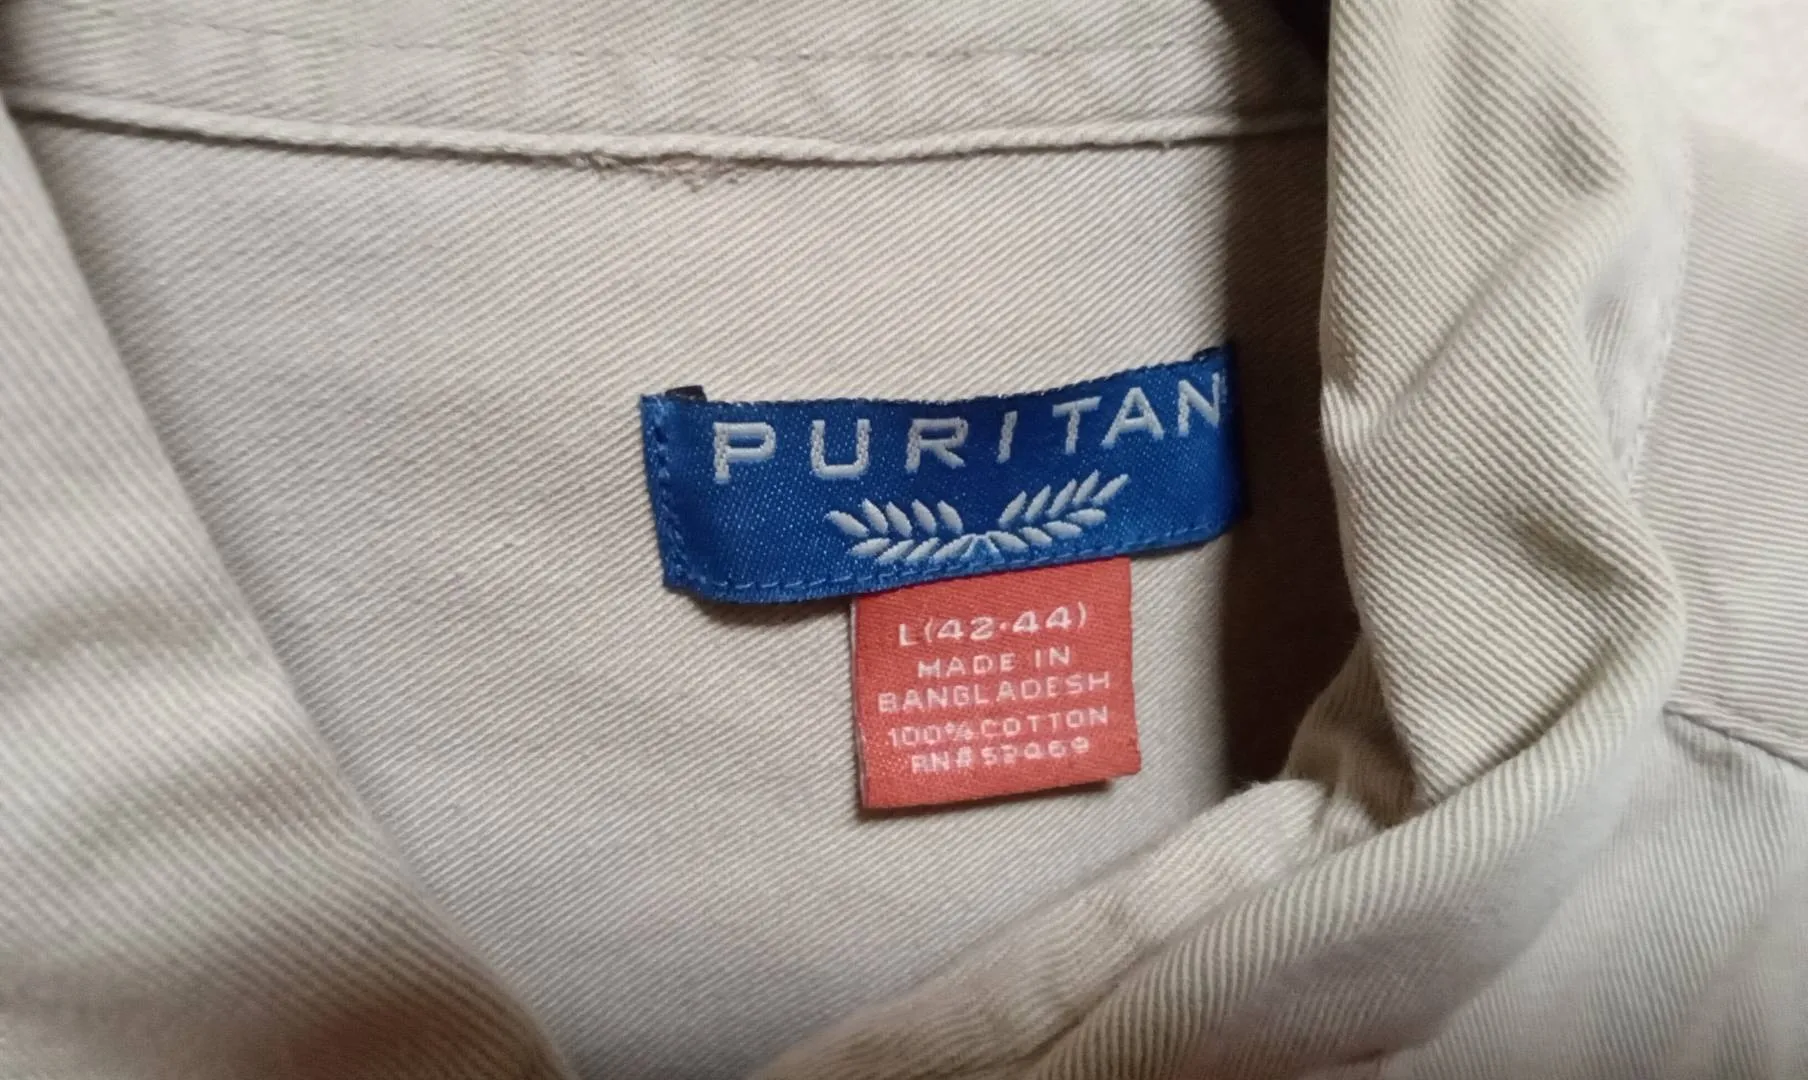 PURITAN
L(42-44)
MADE IN
BANGLADESH
100% COTTON
RN# 52469